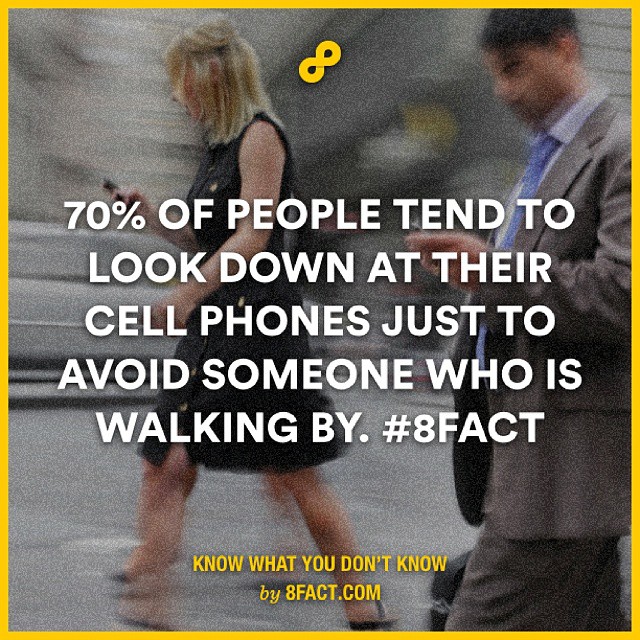 70% OF PEOPLE TEND TO
LOOK DOWN AT THEIR
CELL PHONES JUST TO
AVOID SOMEONE WHO IS
WALKING BY. #8FACT
KNOW WHAT YOU DON'T KNOW
by 8FACT.COM